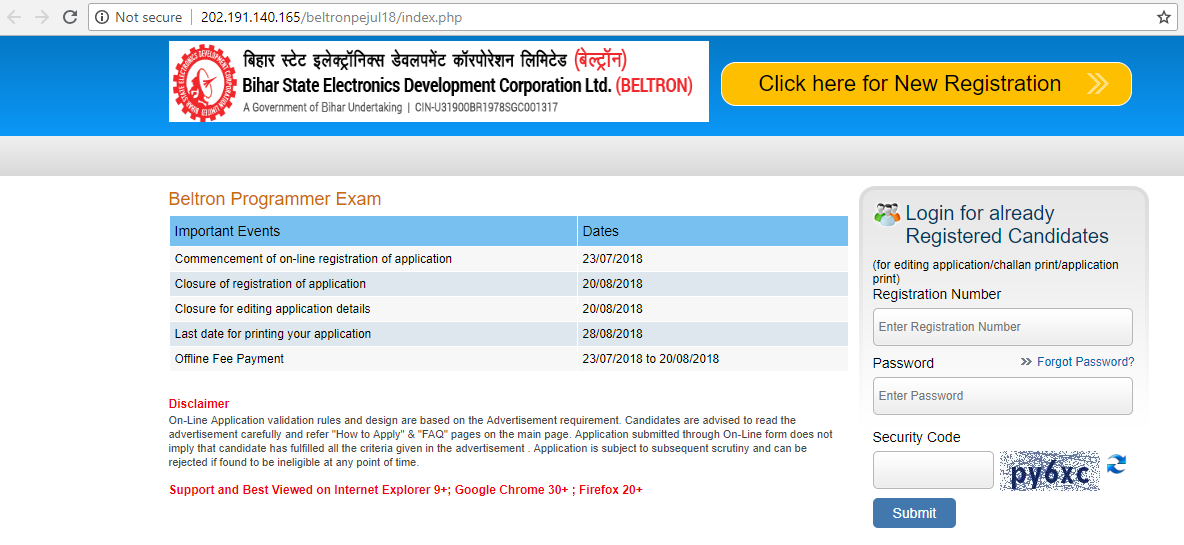 Not secure | 202.191.140.165/beltronpejul18/index.php
बिहार स्टेट इलेक्ट्रॉनिक्स डेवलपमेंट कॉरपोरेशन लिमिटेड (बेल्ट्रॉन)
Bihar State Electronics Development Corporation Ltd. (BELTRON)
A Government of Bihar Undertaking | CIN-U31900BR1978SGC001317
Click here for New Registration
Beltron Programmer Exam
Important Events Dates
Commencement of on-line registration of application 23/07/2018
Closure of registration of application 20/08/2018
Closure for editing application details 20/08/2018
Last date for printing your application 28/08/2018
Offline Fee Payment 23/07/2018 to 20/08/2018
Disclaimer
On-Line Application validation rules and design are based on the Advertisement requirement. Candidates are advised to read the
advertisement carefully and refer "How to Apply" & "FAQ" pages on the main page. Application submitted through On-Line form does not
imply that candidate has fulfilled all the criteria given in the advertisement . Application is subject to subsequent scrutiny and can be
rejected if found to be ineligible at any point of time.
Support and Best Viewed on Internet Explorer 9+; Google Chrome 30+ ; Firefox 20+
Login for already
Registered Candidates
(for editing application/challan print/application
print)
Registration Number
Enter Registration Number
Password >> Forgot Password?
Enter Password
Security Code
py6xc
Submit